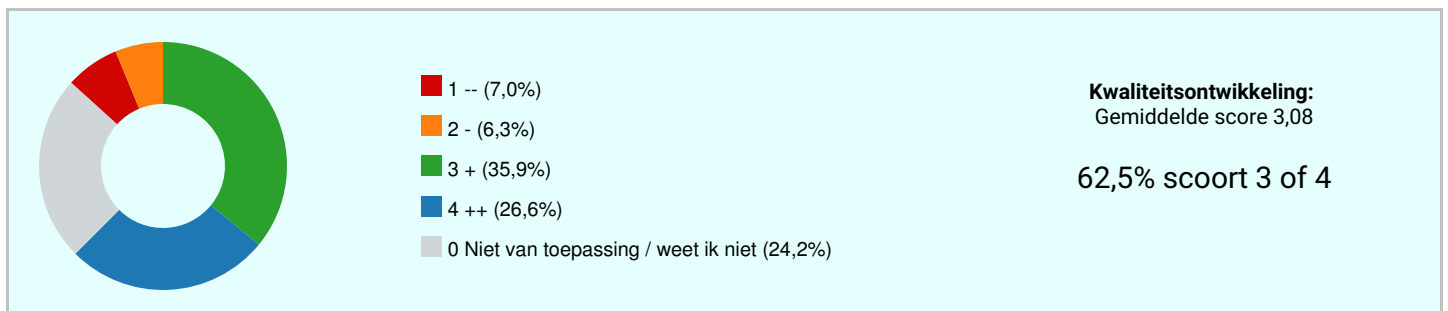 1 -- (7,0%)
2 - (6,3%)
3 + (35,9%)
4 ++ (26,6%)
0 Niet van toepassing / weet ik niet (24,2%)
Kwaliteitsontwikkeling:
Gemiddelde score 3,08
62,5% scoort 3 of 4